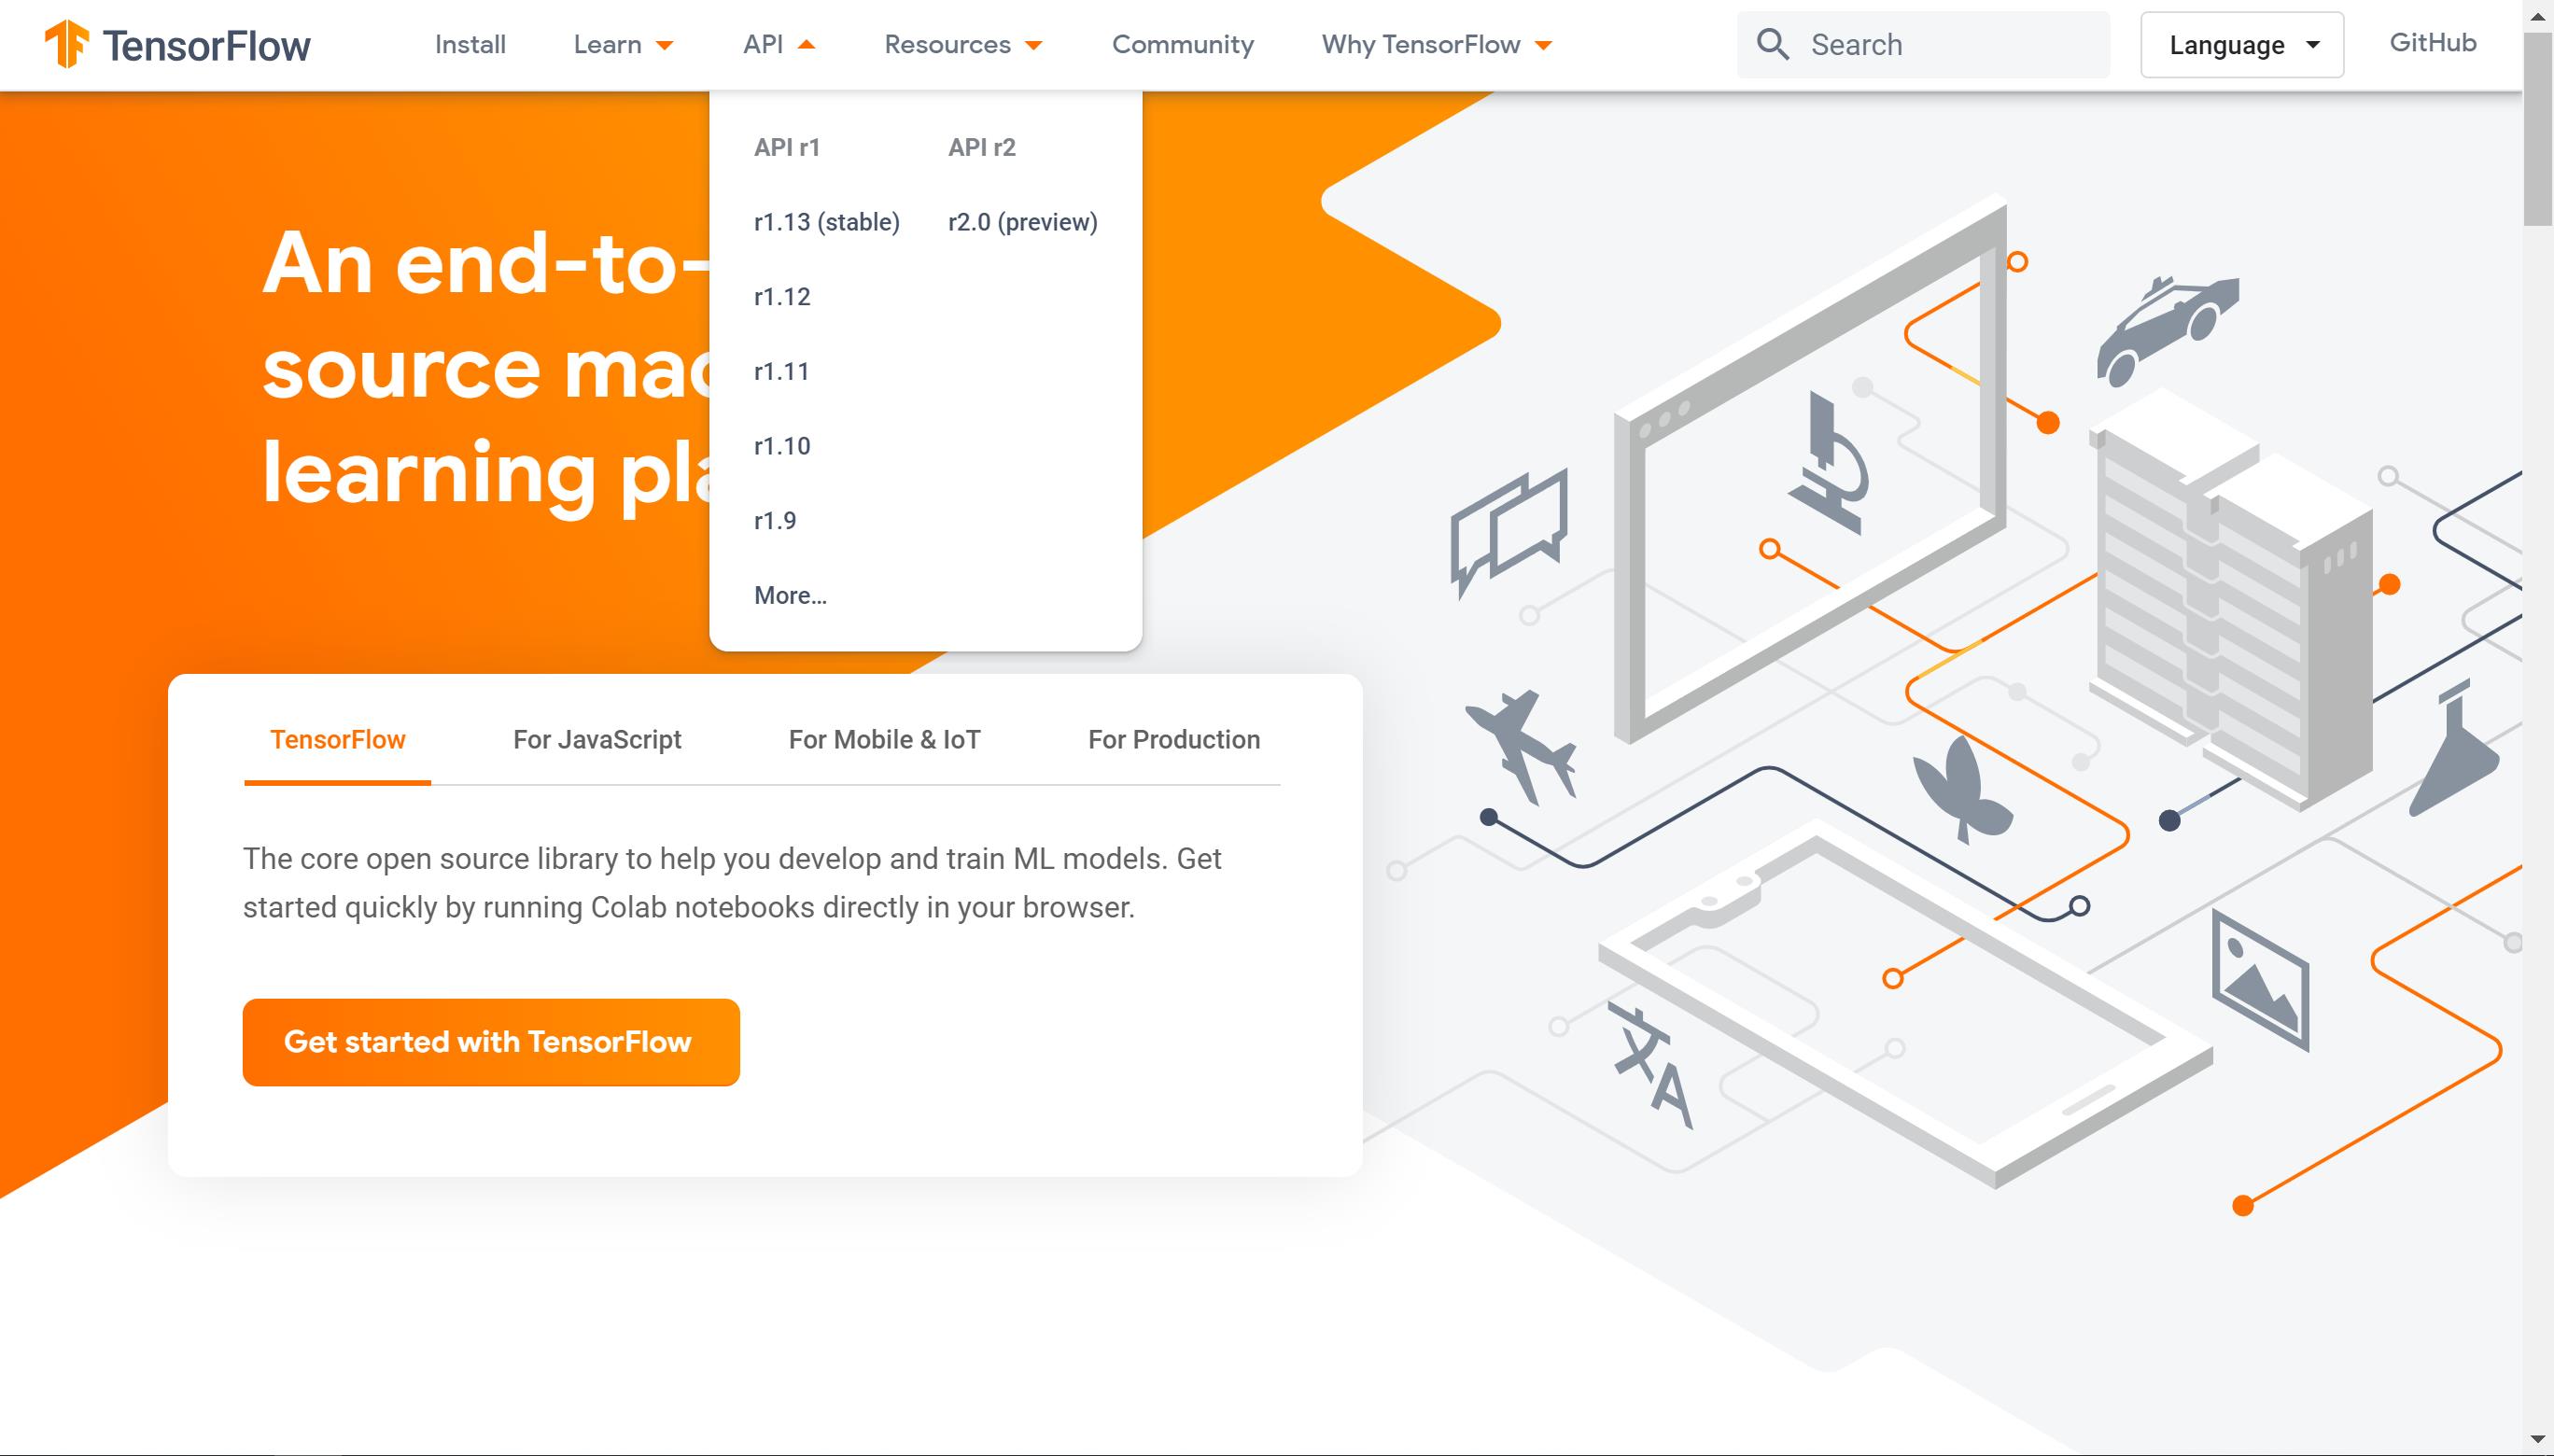 TensorFlow
Install
Learn
API
Resources
Community
Why TensorFlow
Search
Language
GitHub
API r1
r1.13 (stable)
r1.12
r1.11
r1.10
r1.9
More...
API r2
r2.0 (preview)
An end-to-
source mac
learning pla
TensorFlow
For JavaScript
For Mobile & IoT
For Production
The core open source library to help you develop and train ML models. Get
started quickly by running Colab notebooks directly in your browser.
Get started with TensorFlow
文A